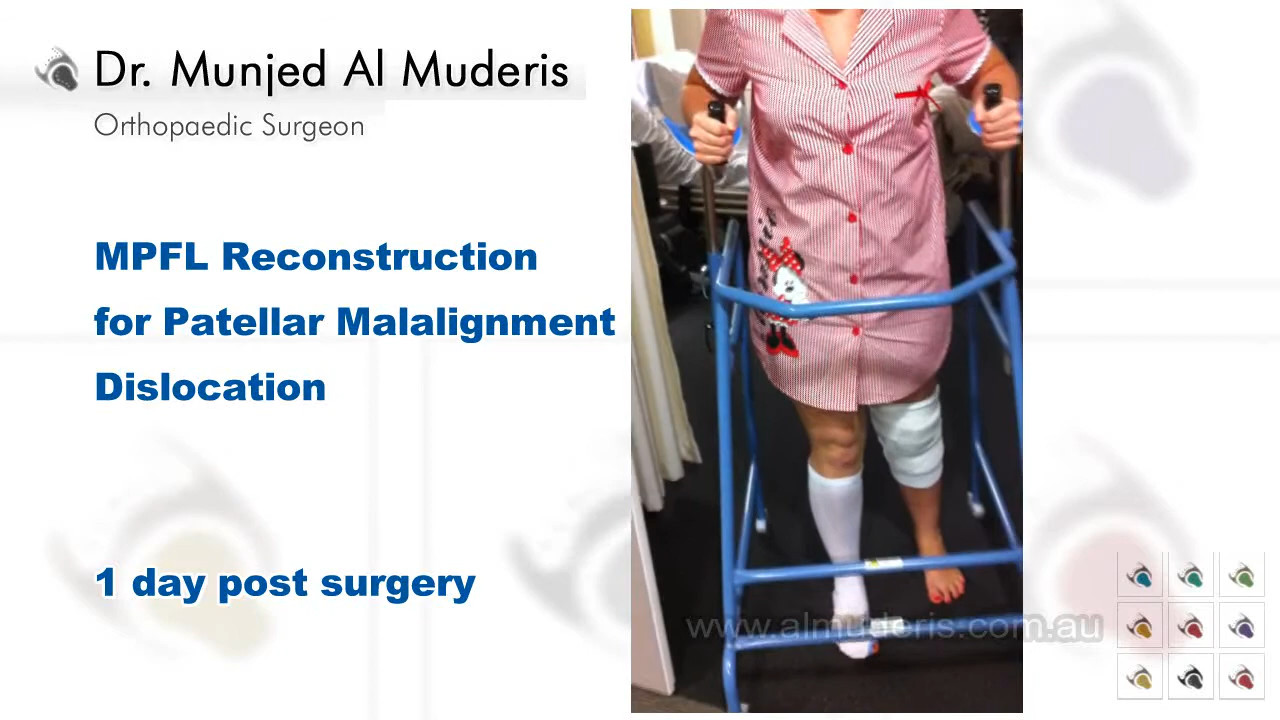 Dr. Munjed Al Muderis
Orthopaedic Surgeon
MPFL Reconstruction
for Patellar Malalignment
Dislocation
1 day post surgery
www.almuderis.com.au